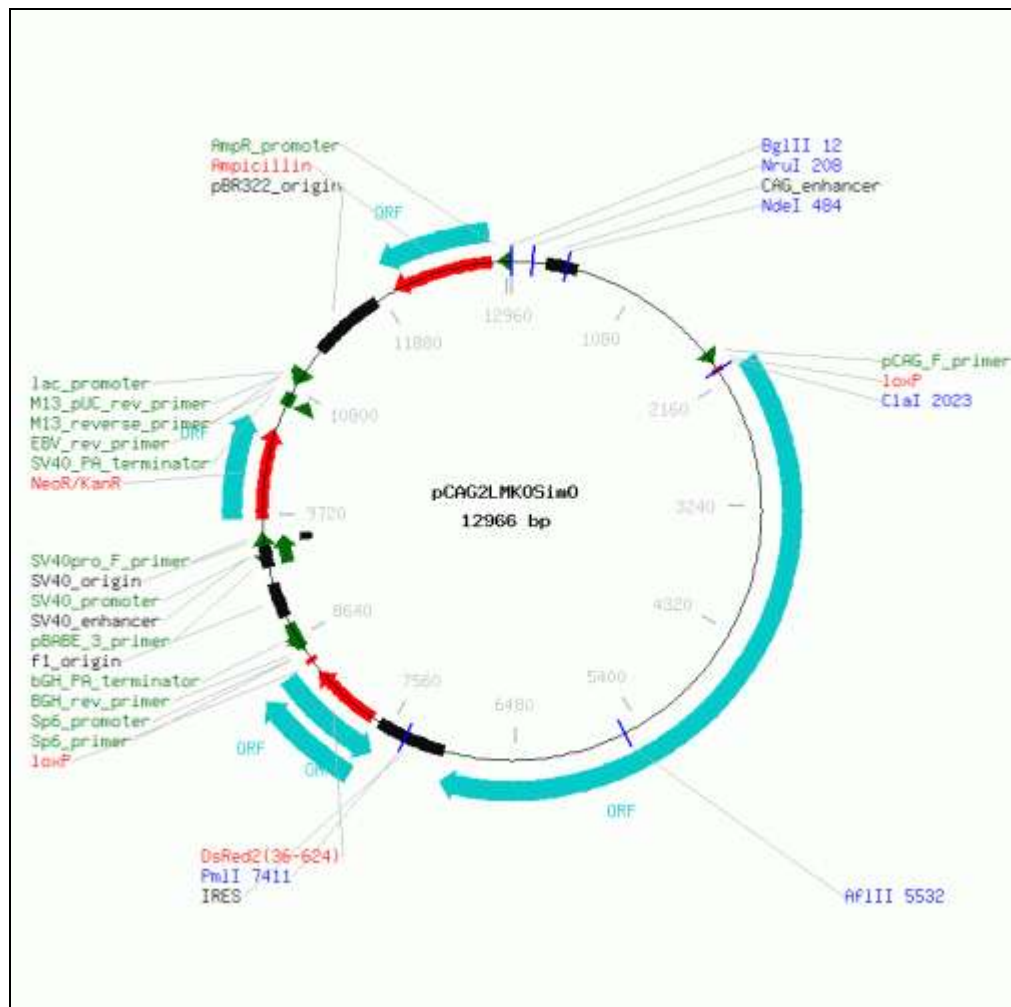 AmpR_promoter
Ampicillin
pBR322_origin
ORF
BglII 12
NruI 208
CAG_enhancer
NdeI 484
12960
1080
11880
pCAG_F_primer
loxP
ClaI 2023
2160
lac_promoter
M13_pUC_rev_primer
M13_reverse_primer
EBV_rev_primer
SV40_PA_terminator
NeoR/KanR
10800
ORF
pCAG2LMKOSimO
12966 bp
3240
9720
SV40pro_F_primer
SV40_origin
SV40_promoter
SV40_enhancer
pBABE_3_primer
f1_origin
bGH_PA_terminator
BGH_rev_primer
Sp6_promoter
Sp6_primer
loxP
8640
4320
7560
6480
5400
ORF
ORF
ORF
DsRed2(36-624)
PmlI 7411
IRES
AflII 5532